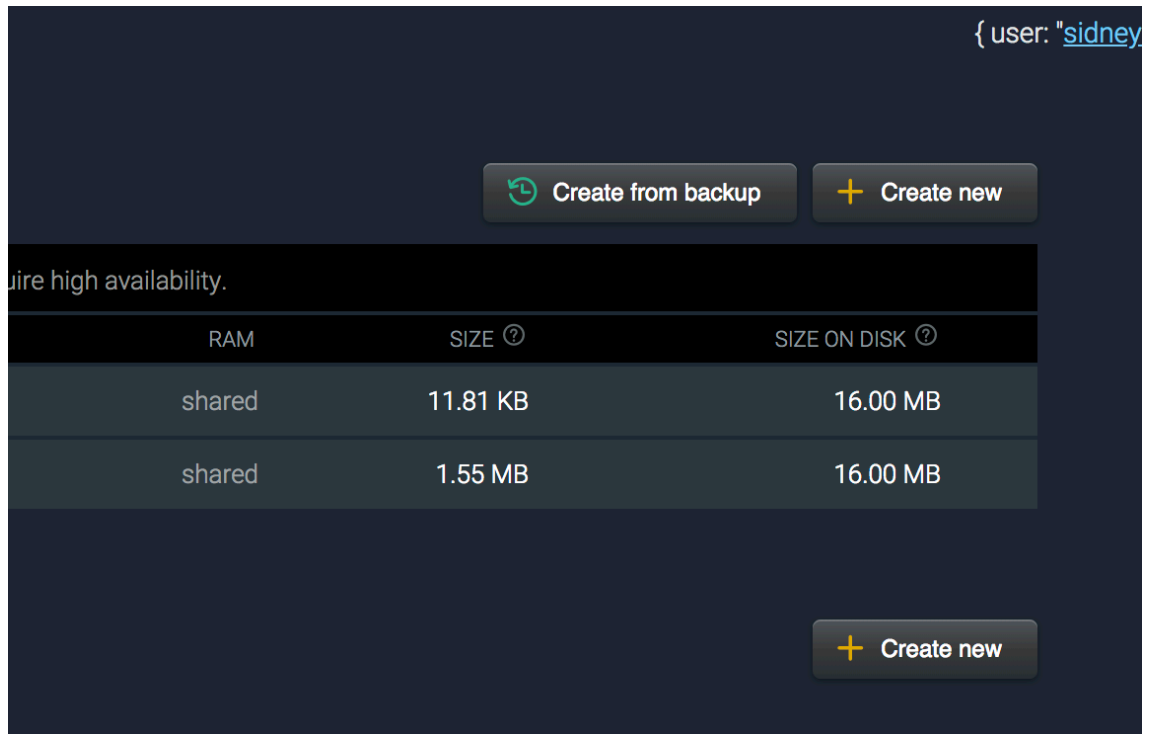 { user: "sidney
Create from backup
Create new
uire high availability.
RAM SIZE ? SIZE ON DISK ?
shared 11.81 KB 16.00 MB
shared 1.55 MB 16.00 MB
Create new